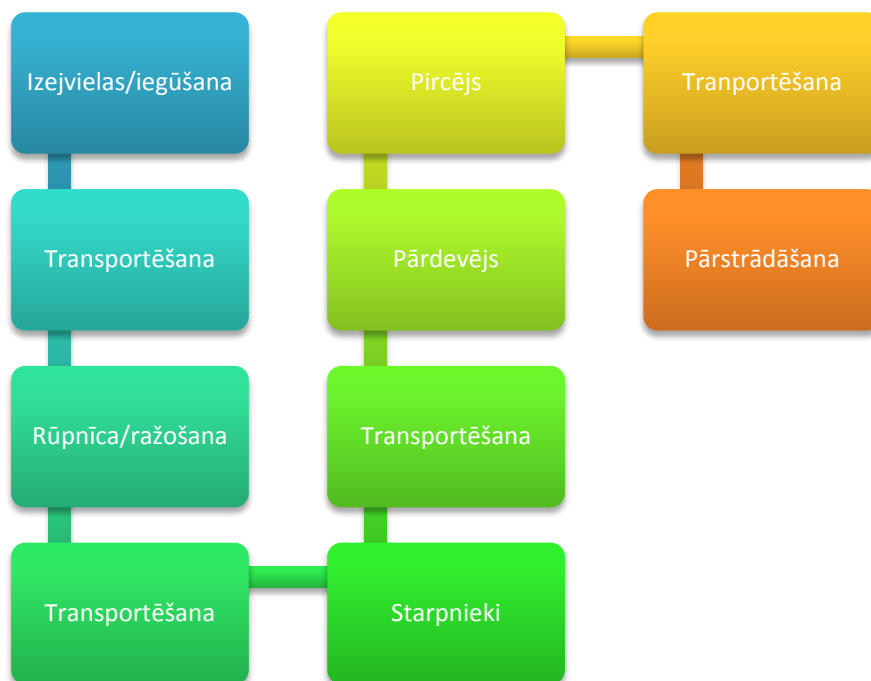 Izejvielas/iegūšana
Transportēšana
Rūpnīca/ražošana
Transportēšana
Starpnieki
Transportēšana
Pārdevējs
Pircējs
Tranportēšana
Pārstrādāšana